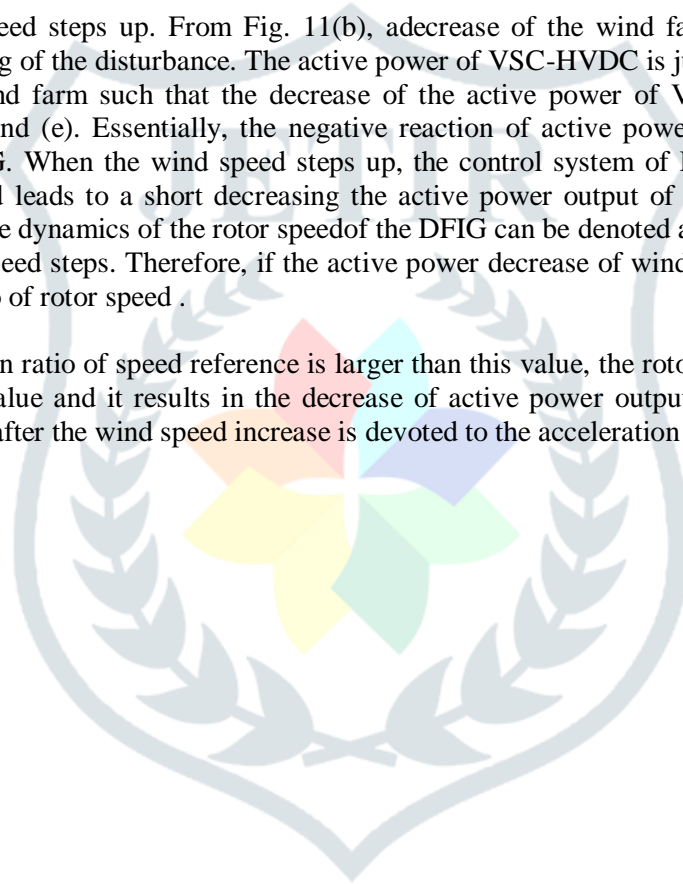 eed steps up. From Fig. 11(b), adecrease of the wind fa
g of the disturbance. The active power of VSC-HVDC is ju
nd farm such that the decrease of the active power of V
nd (e). Essentially, the negative reaction of active powe
G. When the wind speed steps up, the control system of
d leads to a short decreasing the active power output of
e dynamics of the rotor speedof the DFIG can be denoted a
eed steps. Therefore, if the active power decrease of wind
o of rotor speed .
n ratio of speed reference is larger than this value, the roto
alue and it results in the decrease of active power output
after the wind speed increase is devoted to the acceleration
JETIR